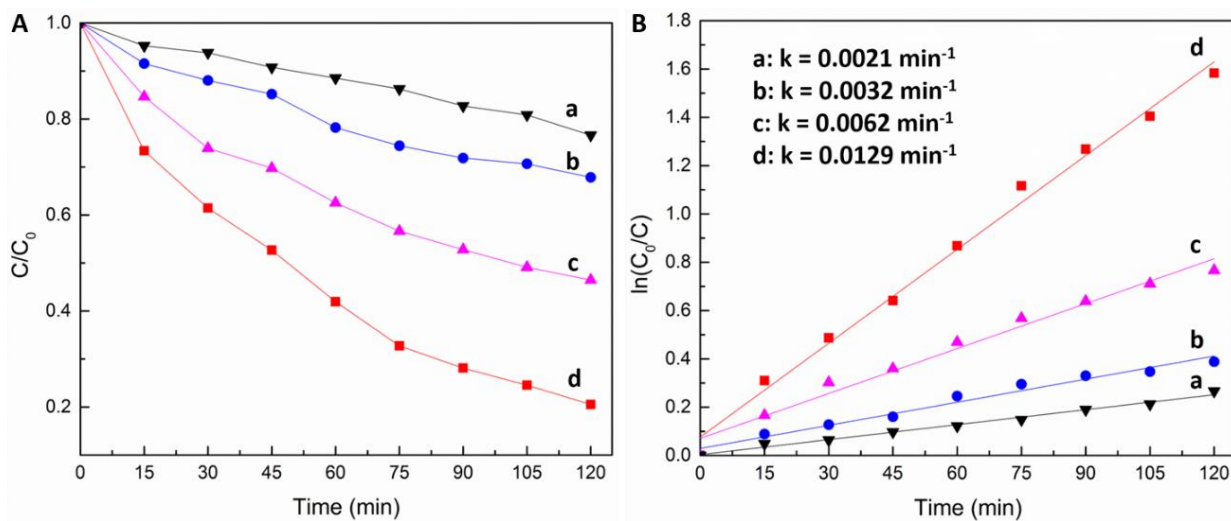 A
1.0
0.8
0.6
0.4
0.2
C/C₀
0 15 30 45 60 75 90 105 120
Time (min)
a
b
c
d
B
1.8
1.6
1.4
1.2
1.0
0.8
0.6
0.4
0.2
0.0
ln(C₀/C)
0 15 30 45 60 75 90 105 120
Time (min)
a: k = 0.0021 min⁻¹
b: k = 0.0032 min⁻¹
c: k = 0.0062 min⁻¹
d: k = 0.0129 min⁻¹
d
c
b
a